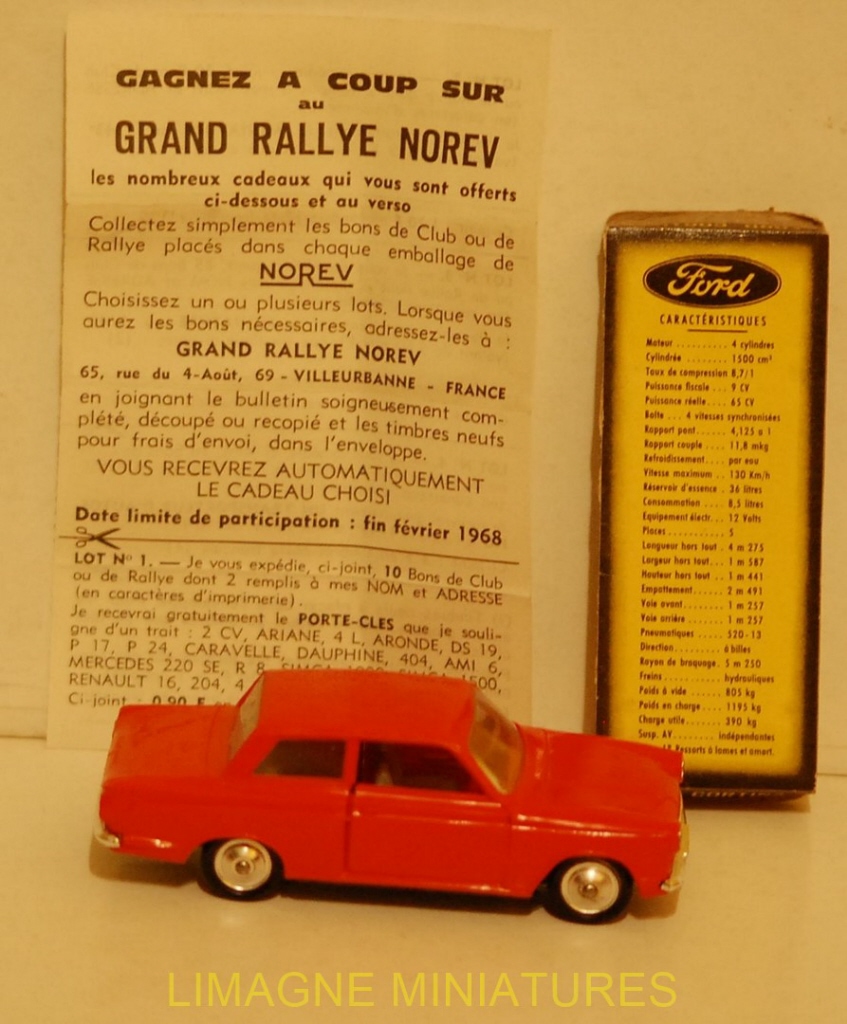 GAGNEZ A COUP SUR
au
GRAND RALLYE NOREV
les nombreux cadeaux qui vous sont offerts
ci-dessous et au verso
Collectez simplement les bons de Club ou de
Rallye placés dans chaque emballage de
NOREV
Choisissez un ou plusieurs lots. Lorsque vous
aurez les bons nécessaires, adressez-les à :
GRAND RALLYE NOREV
65, rue du 4-Août, 69 - VILLEURBANNE - FRANCE
en joignant le bulletin soigneusement com-
plété, découpé ou recopié et les timbres neufs
pour frais d'envoi, dans l'enveloppe.
VOUS RECEVREZ AUTOMATIQUEMENT
LE CADEAU CHOISI
Date limite de participation : fin février 1968
LOT N° 1. — Je vous expédie, ci-joint, 10 Bons de Club
ou de Rallye dont 2 remplis à mes NOM et ADRESSE
(en caractères d'imprimerie).
Je recevrai gratuitement le PORTE-CLES que je souli-
gne d'un trait : 2 CV, ARIANE, 4 L, ARONDE, DS 19,
P 17, P 24, CARAVELLE, DAUPHINE, 404, AMI 6,
MERCEDES 220 SE, R 8, SIMCA
RENAULT 16, 204, 4
Ci-joint : 0,90 F
Ford
CARACTÉRISTIQUES
Moteur .......... 4 cylindres
Cylindrée ........ 1500 cm³
Taux de compression 8,7/1
Puissance fiscale ... 9 CV
Puissance réelle.... 65 CV
Boîte ... 4 vitesses synchronisées
Rapport pont...... 4,125 a 1
Rapport couple .... 11,8 mkg
Refroidissement.... par eau
Vitesse maximum .. 130 Km/h
Réservoir d'essence . 36 litres
Consommation ..... 8,5 litres
Equipement électr... 12 Volts
Places........... 5
Longueur hors tout . 4 m 275
Largeur hors tout... 1 m 587
Hauteur hors tout .. 1 m 441
Empattement...... 2 m 491
Voie avant........ 1 m 257
Voie arrière ...... 1 m 257
Pneumatiques ..... 520-13
Direction......... à billes
Rayon de braquage. 5 m 250
Freins ........ hydrauliques
Poids à vide ...... 805 kg
Poids en charge.... 1195 kg
Charge utile....... 390 kg
Susp. AV........ indépendantes
Ressorts à lames et amort.
LIMAGNE MINIATURES